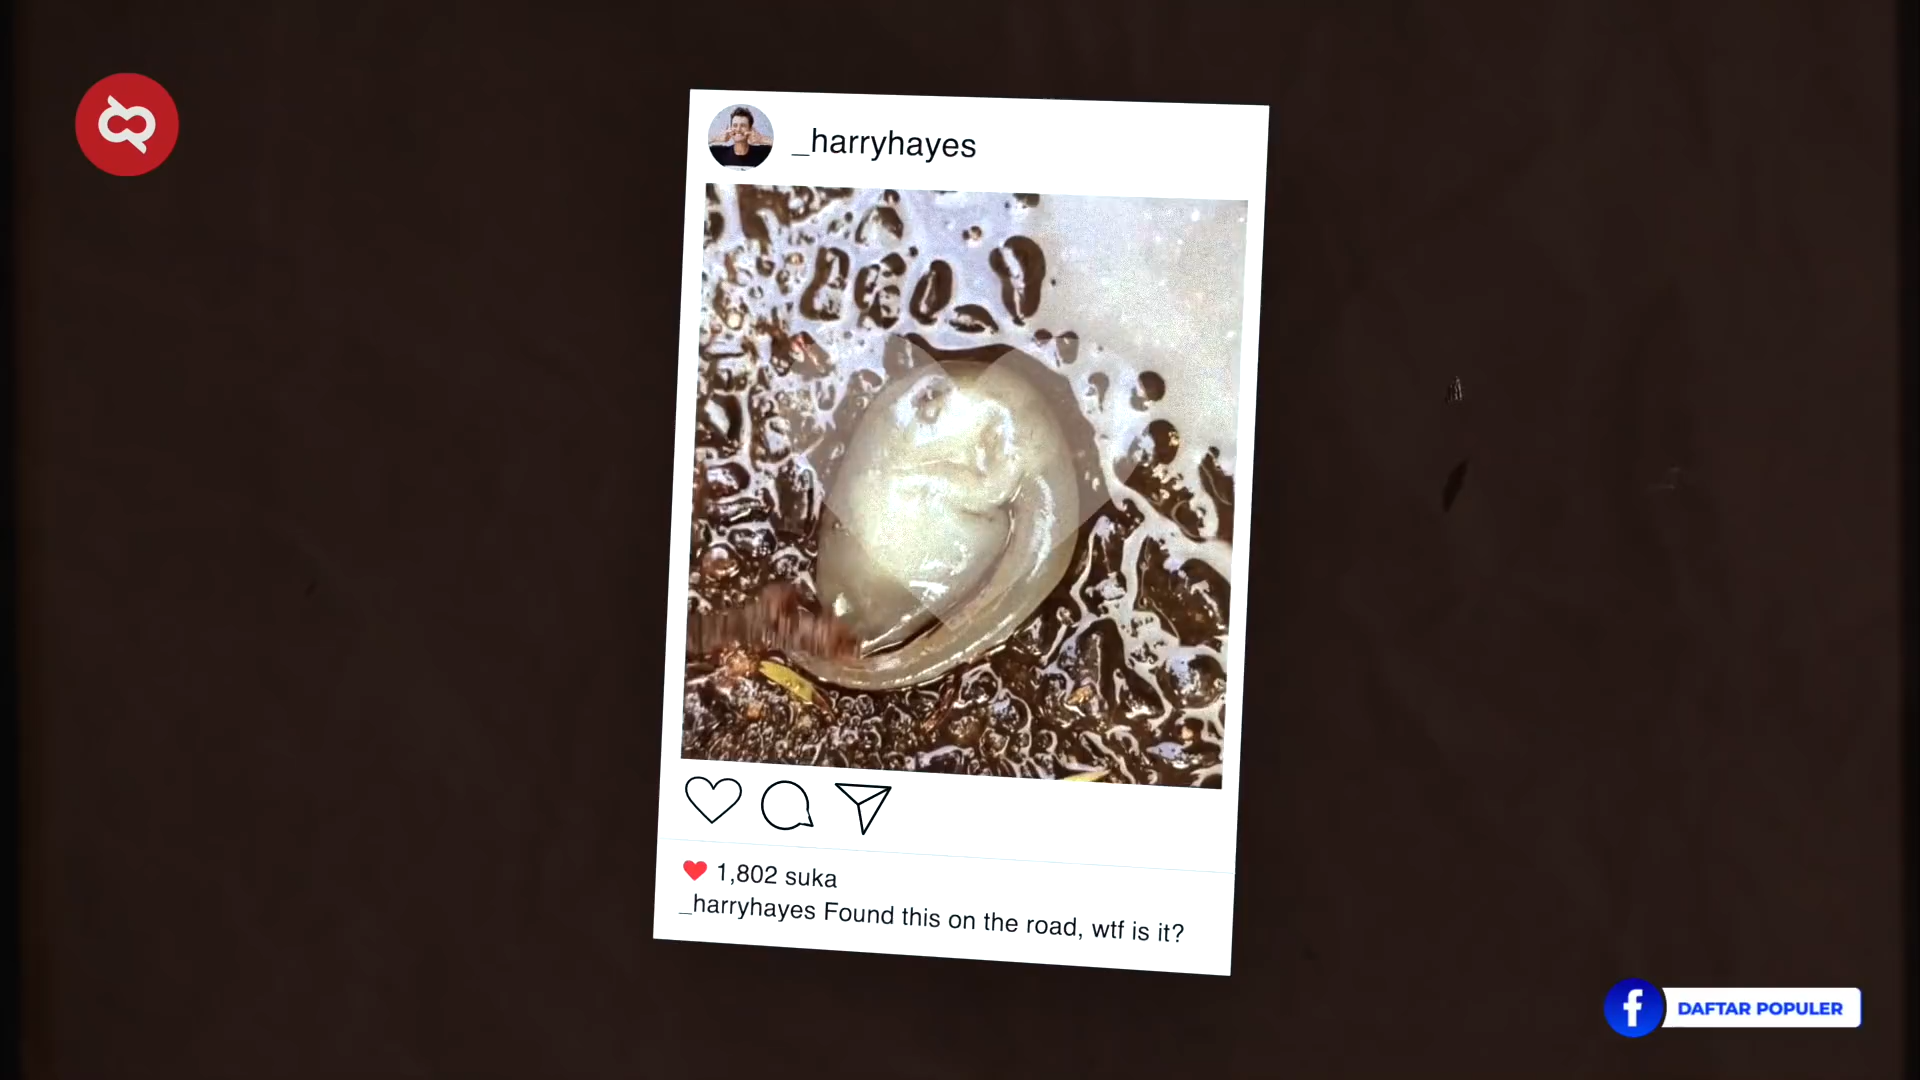 _harryhayes
1,802 suka
_harryhayes Found this on the road, wtf is it?
DAFTAR POPULER